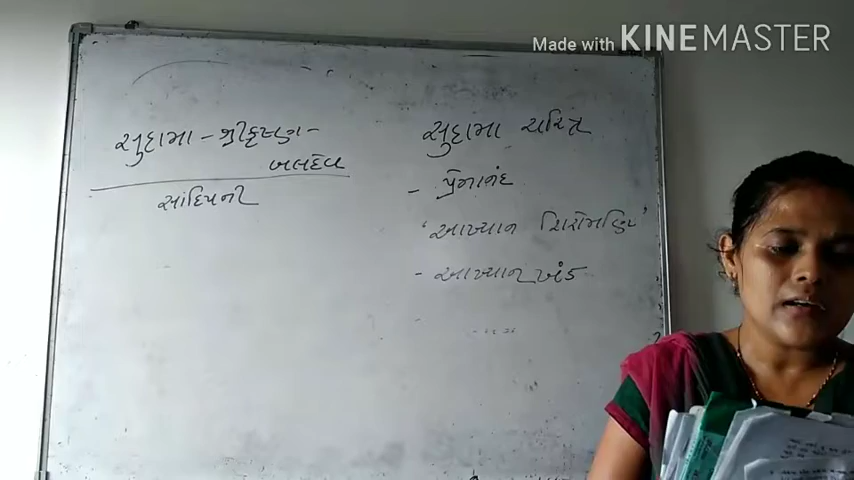 Made with KINEMASTER
સુદામા - શ્રીકૃષ્ણ -
બલદેવ
સાંદિપની
સુદામા ચરિત્ર
- પ્રેમાનંદ
'આખ્યાન શિરોમણિ'
- આખ્યાન ખંડ